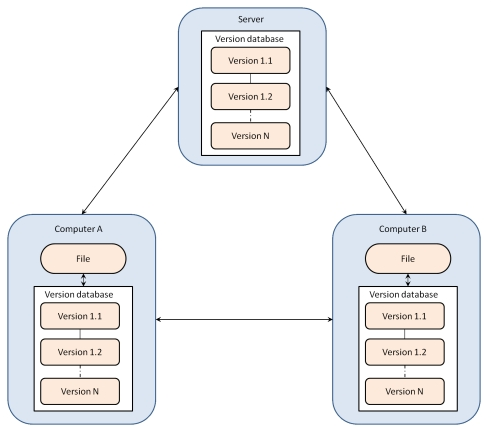 Server
Version database
Version 1.1
Version 1.2
Version N
Computer A
File
Version database
Version 1.1
Version 1.2
Version N
Computer B
File
Version database
Version 1.1
Version 1.2
Version N